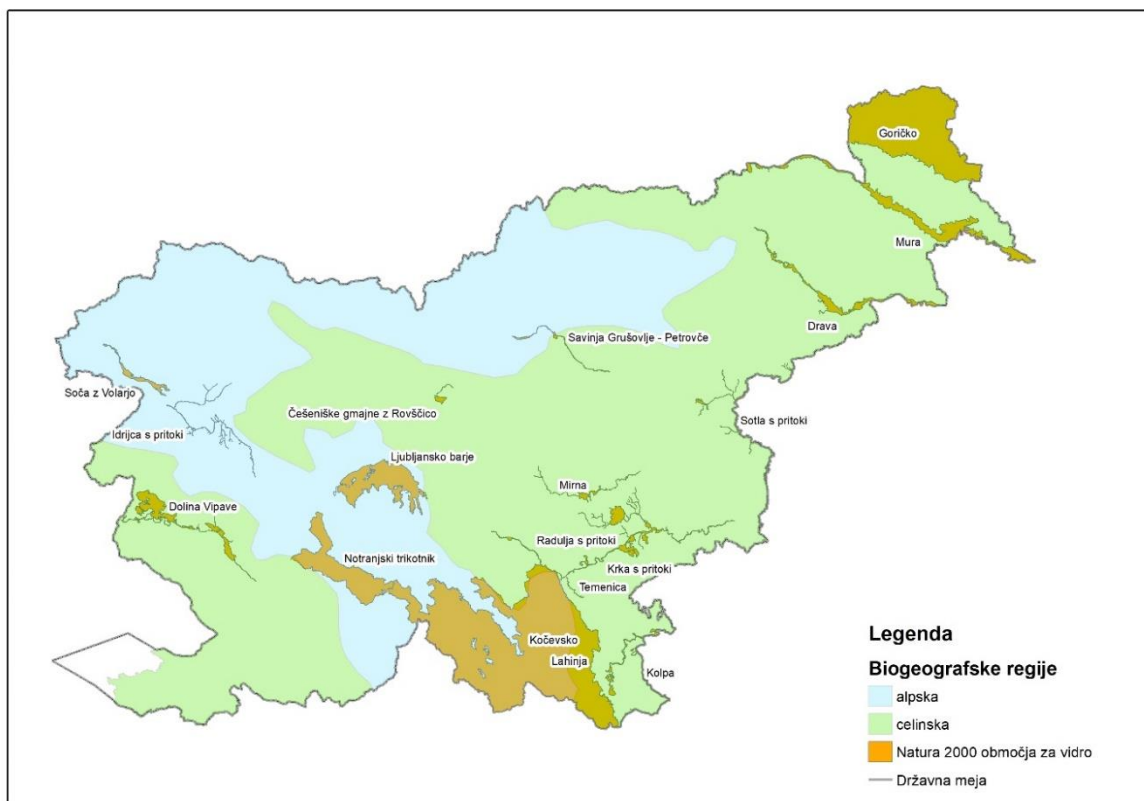 Goričko
Mura
Drava
Savinja Grušovlje - Petrovče
Soča z Volarjo
Češeniške gmajne z Rovščico
Sotla s pritoki
Idrijca s pritoki
Ljubljansko barje
Mirna
Dolina Vipave
Radulja s pritoki
Notranjski trikotnik
Krka s pritoki
Temenica
Kočevsko
Lahinja
Kolpa
Legenda
Biogeografske regije
alpska
celinska
Natura 2000 območja za vidro
Državna meja